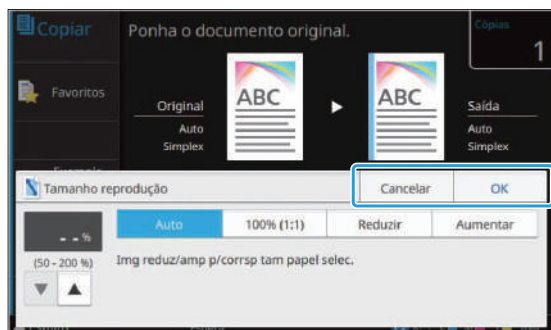 Copiar
Ponha o documento original.
Cópias
1
Favoritos
Original
Auto
Simplex
ABC
ABC
Saída
Auto
Simplex
Exemplo
Tamanho reprodução
Cancelar
OK
- - %
(50 - 200 %)
Auto
100% (1:1)
Reduzir
Aumentar
Img reduz/amp p/corrsp tam papel selec.